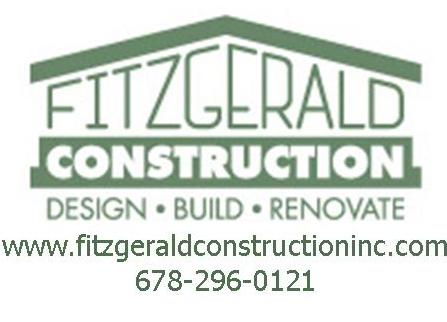 FITZGERALD
CONSTRUCTION
DESIGN • BUILD • RENOVATE
www.fitzgeraldconstructioninc.com
678-296-0121